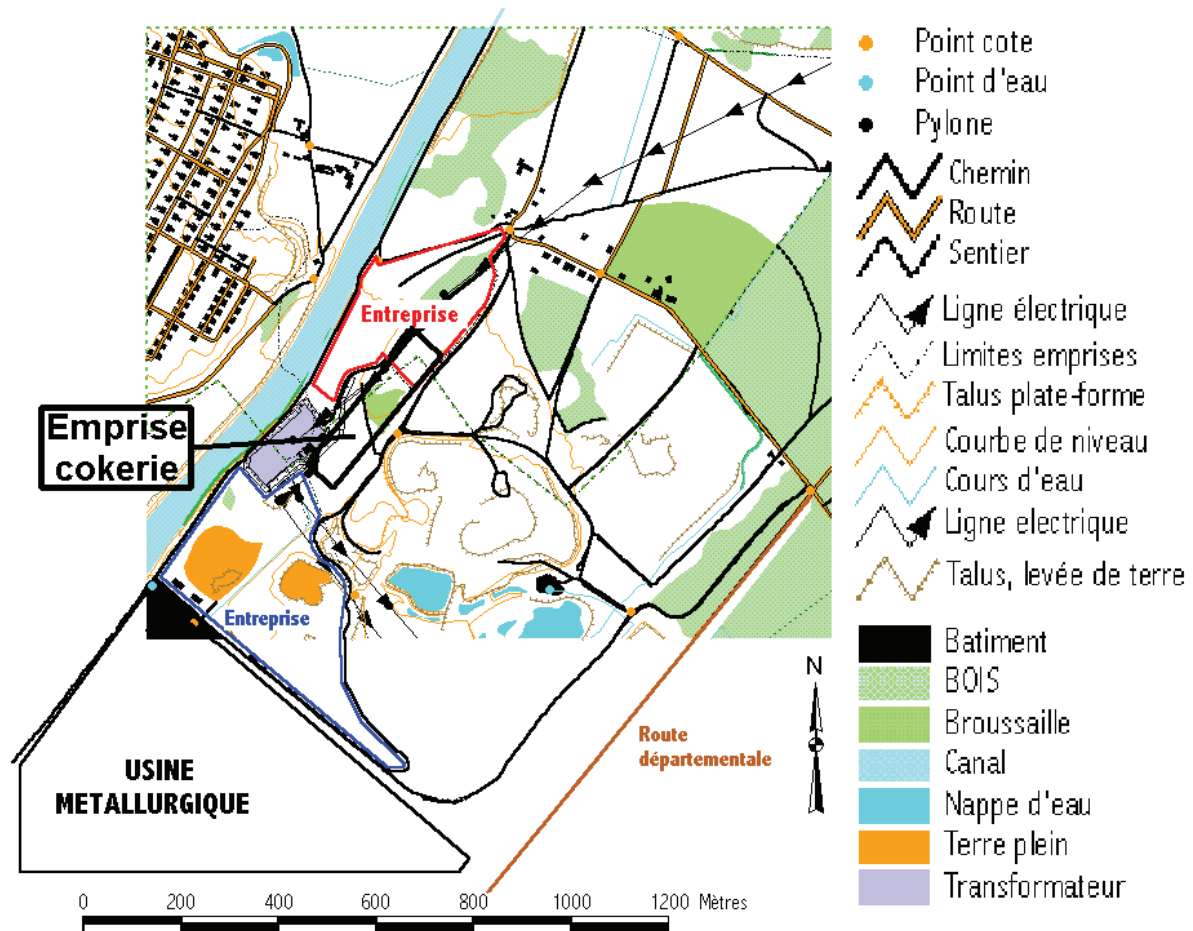 Point cote
Point d'eau
Pylone
Chemin
Route
Sentier
Ligne électrique
Limites emprises
Talus plate-forme
Courbe de niveau
Cours d'eau
Ligne electrique
Talus, levée de terre
Batiment
BOIS
Broussaille
Canal
Nappe d'eau
Terre plein
Transformateur
Entreprise
Emprise
cokerie
Entreprise
N
Route
départementale
USINE
METALLURGIQUE
0 200 400 600 800 1000 1200 Mètres